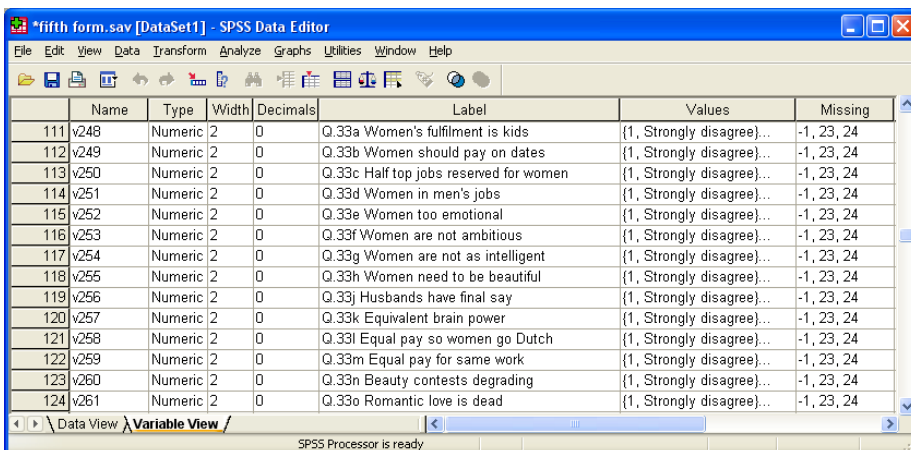 *fifth form.sav [DataSet1] - SPSS Data Editor
File Edit View Data Transform Analyze Graphs Utilities Window Help
Name Type Width Decimals Label Values Missing
111 v248 Numeric 2 0 Q.33a Women's fulfilment is kids {1, Strongly disagree}... -1, 23, 24
112 v249 Numeric 2 0 Q.33b Women should pay on dates {1, Strongly disagree}... -1, 23, 24
113 v250 Numeric 2 0 Q.33c Half top jobs reserved for women {1, Strongly disagree}... -1, 23, 24
114 v251 Numeric 2 0 Q.33d Women in men's jobs {1, Strongly disagree}... -1, 23, 24
115 v252 Numeric 2 0 Q.33e Women too emotional {1, Strongly disagree}... -1, 23, 24
116 v253 Numeric 2 0 Q.33f Women are not ambitious {1, Strongly disagree}... -1, 23, 24
117 v254 Numeric 2 0 Q.33g Women are not as intelligent {1, Strongly disagree}... -1, 23, 24
118 v255 Numeric 2 0 Q.33h Women need to be beautiful {1, Strongly disagree}... -1, 23, 24
119 v256 Numeric 2 0 Q.33j Husbands have final say {1, Strongly disagree}... -1, 23, 24
120 v257 Numeric 2 0 Q.33k Equivalent brain power {1, Strongly disagree}... -1, 23, 24
121 v258 Numeric 2 0 Q.33l Equal pay so women go Dutch {1, Strongly disagree}... -1, 23, 24
122 v259 Numeric 2 0 Q.33m Equal pay for same work {1, Strongly disagree}... -1, 23, 24
123 v260 Numeric 2 0 Q.33n Beauty contests degrading {1, Strongly disagree}... -1, 23, 24
124 v261 Numeric 2 0 Q.33o Romantic love is dead {1, Strongly disagree}... -1, 23, 24
Data View Variable View
SPSS Processor is ready